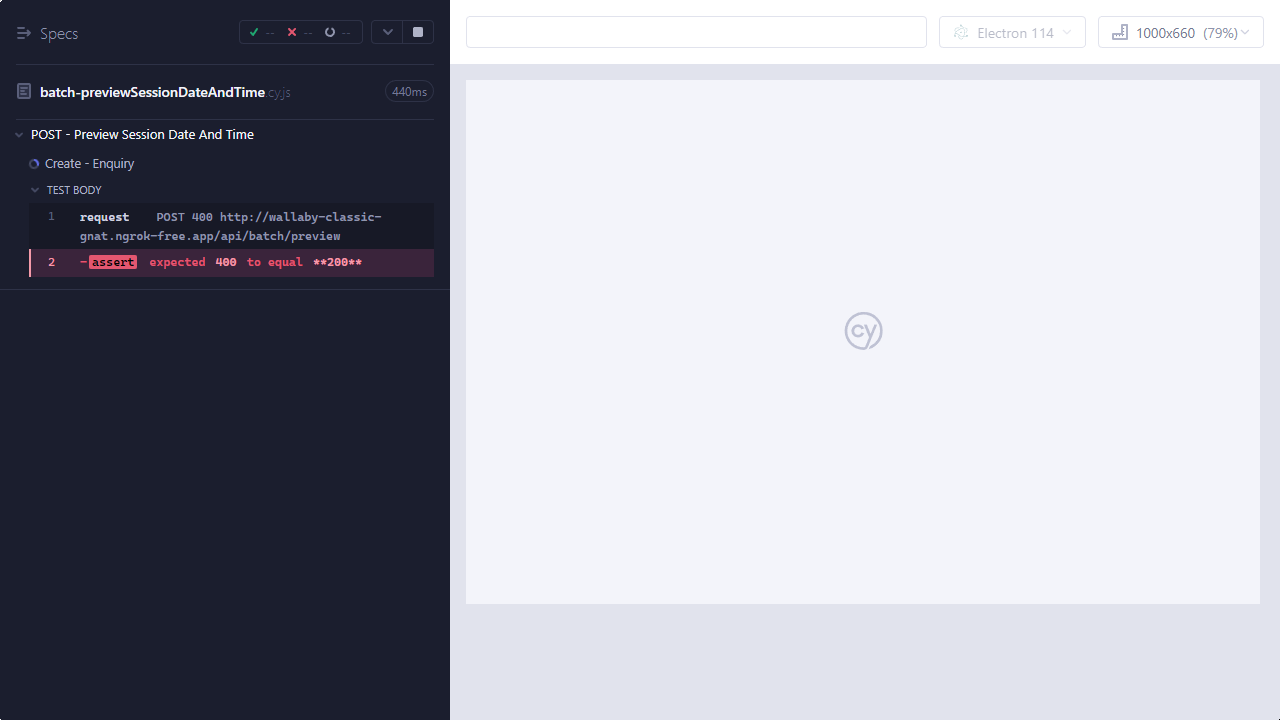 Specs
-- -- --
batch-previewSessionDateAndTime.cy.js 440ms
POST - Preview Session Date And Time
Create - Enquiry
TEST BODY
1 request POST 400 http://wallaby-classic-
gnat.ngrok-free.app/api/batch/preview
2 -assert expected 400 to equal **200**
Electron 114
1000x660 (79%)
cy